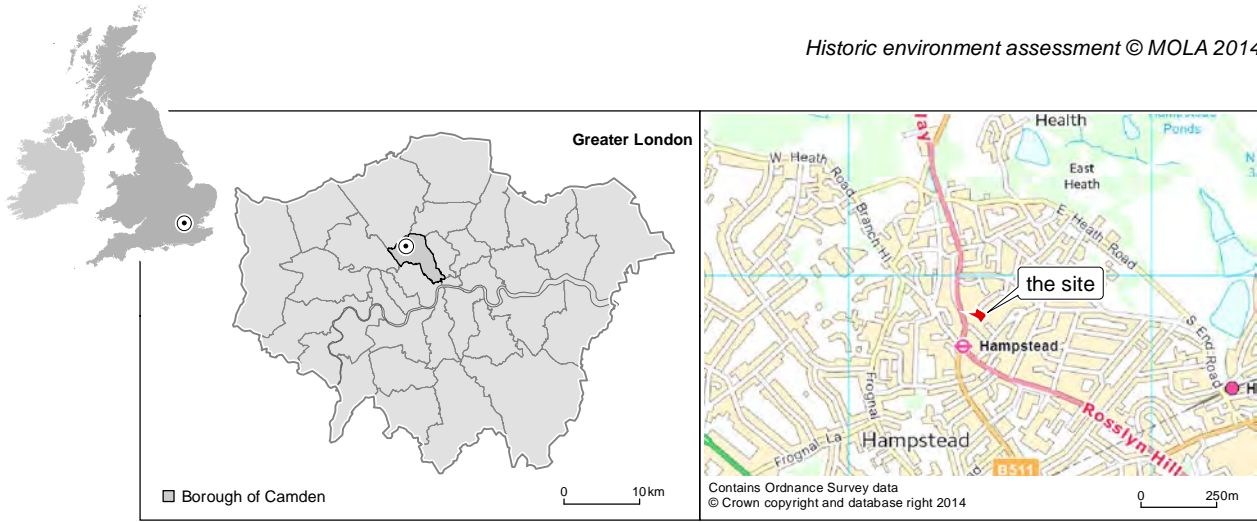 Historic environment assessment © MOLA 2014
Greater London
Borough of Camden
0 10km
Health
Ponds
East
Heath
W Heath Road
Branch Hl
E Heath Road
the site
Hampstead
S End Road
Frognal
Frognal La
Hampstead
Rosslyn Hill
B511
Contains Ordnance Survey data
© Crown copyright and database right 2014
0 250m